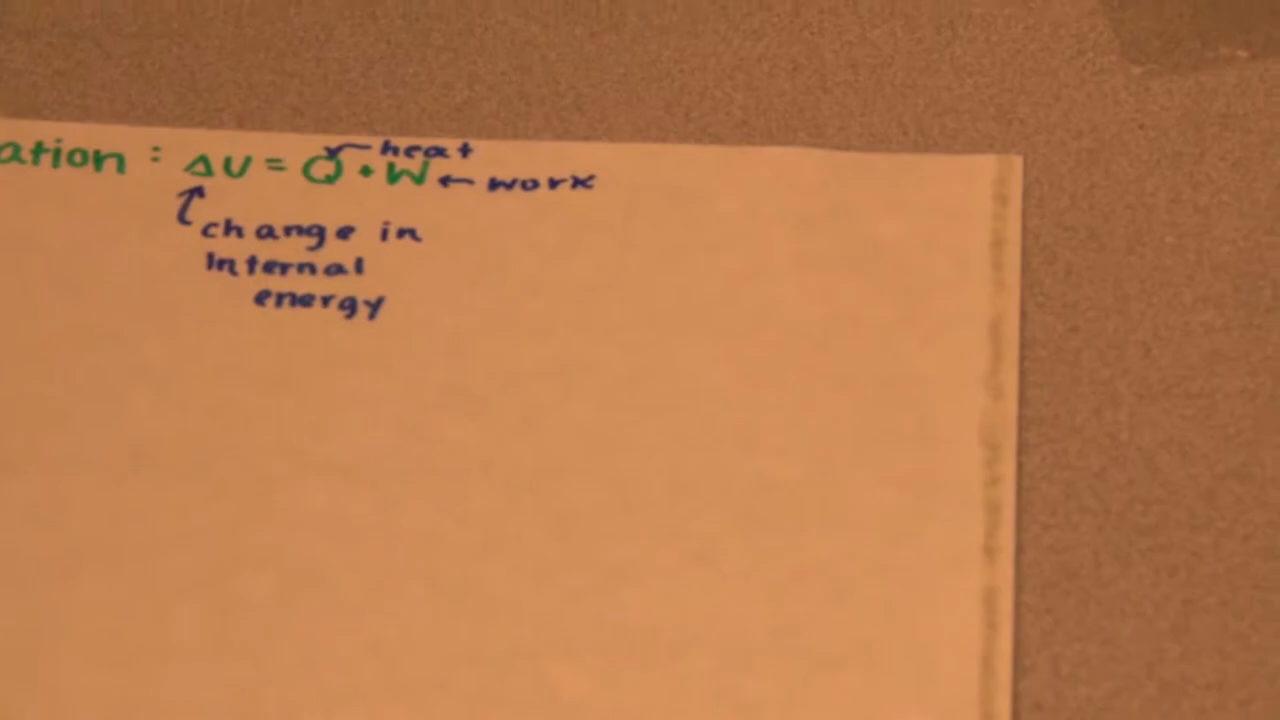 ation : ΔU = Q + W
heat
← work
change in
internal
energy